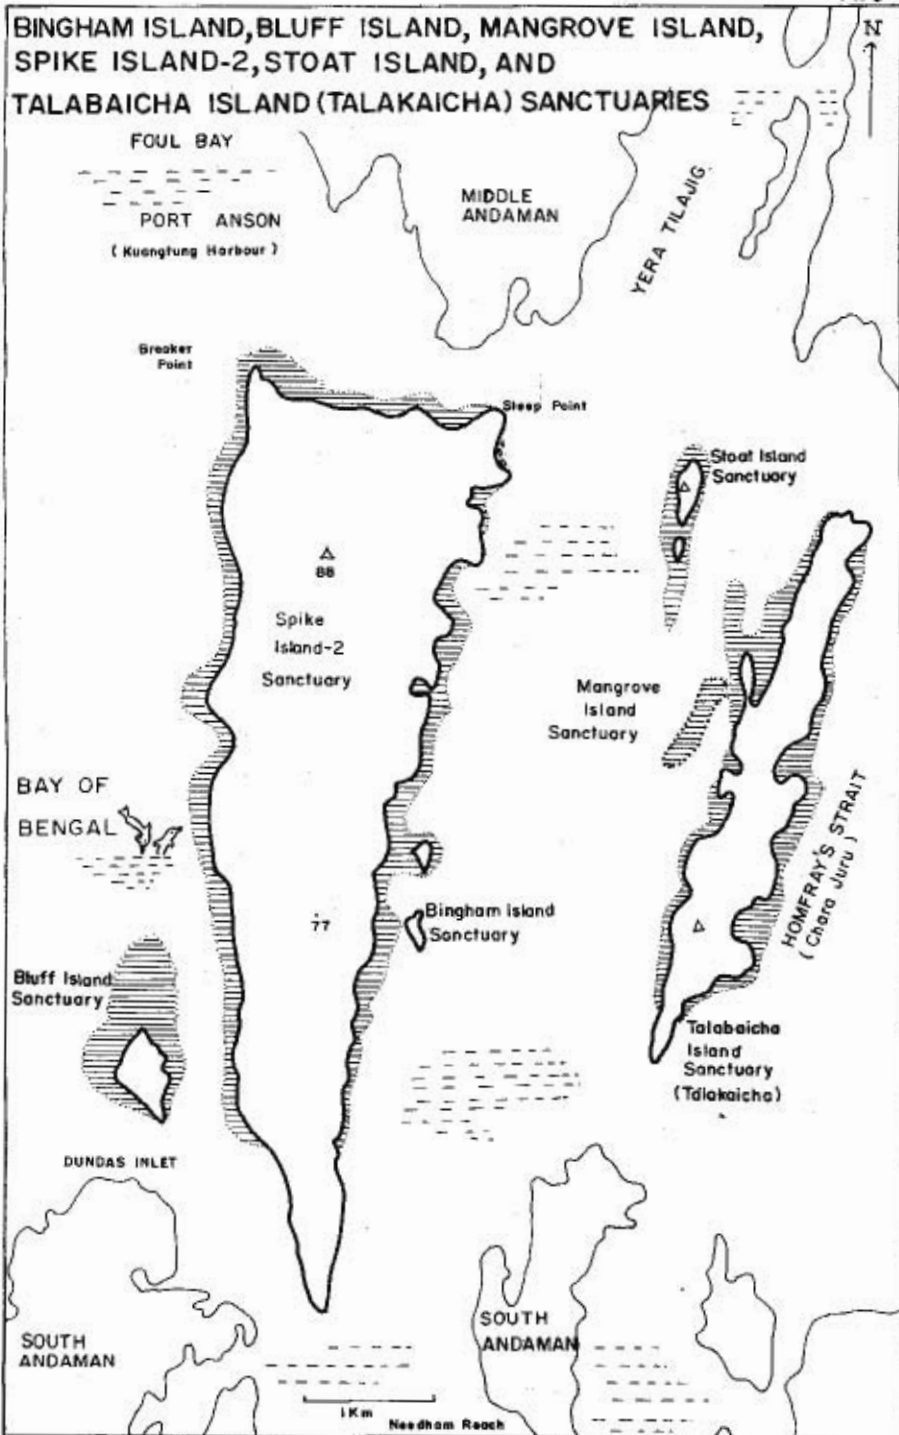 BINGHAM ISLAND, BLUFF ISLAND, MANGROVE ISLAND,
SPIKE ISLAND-2, STOAT ISLAND, AND
TALABAICHA ISLAND (TALAKAICHA) SANCTUARIES
N
FOUL BAY
PORT ANSON
(Kuangtung Harbour)
MIDDLE
ANDAMAN
YERA TILAJIG
Breaker
Point
Steep Point
Stoat Island
Sanctuary
88
Spike
Island-2
Sanctuary
Mangrove
Island
Sanctuary
BAY OF
BENGAL
HOMFRAY'S STRAIT
(Chara Juru)
77
Bingham Island
Sanctuary
Bluff Island
Sanctuary
Talabaicha
Island
Sanctuary
(Talakaicha)
DUNDAS INLET
SOUTH
ANDAMAN
SOUTH
ANDAMAN
1Km
Needham Reach